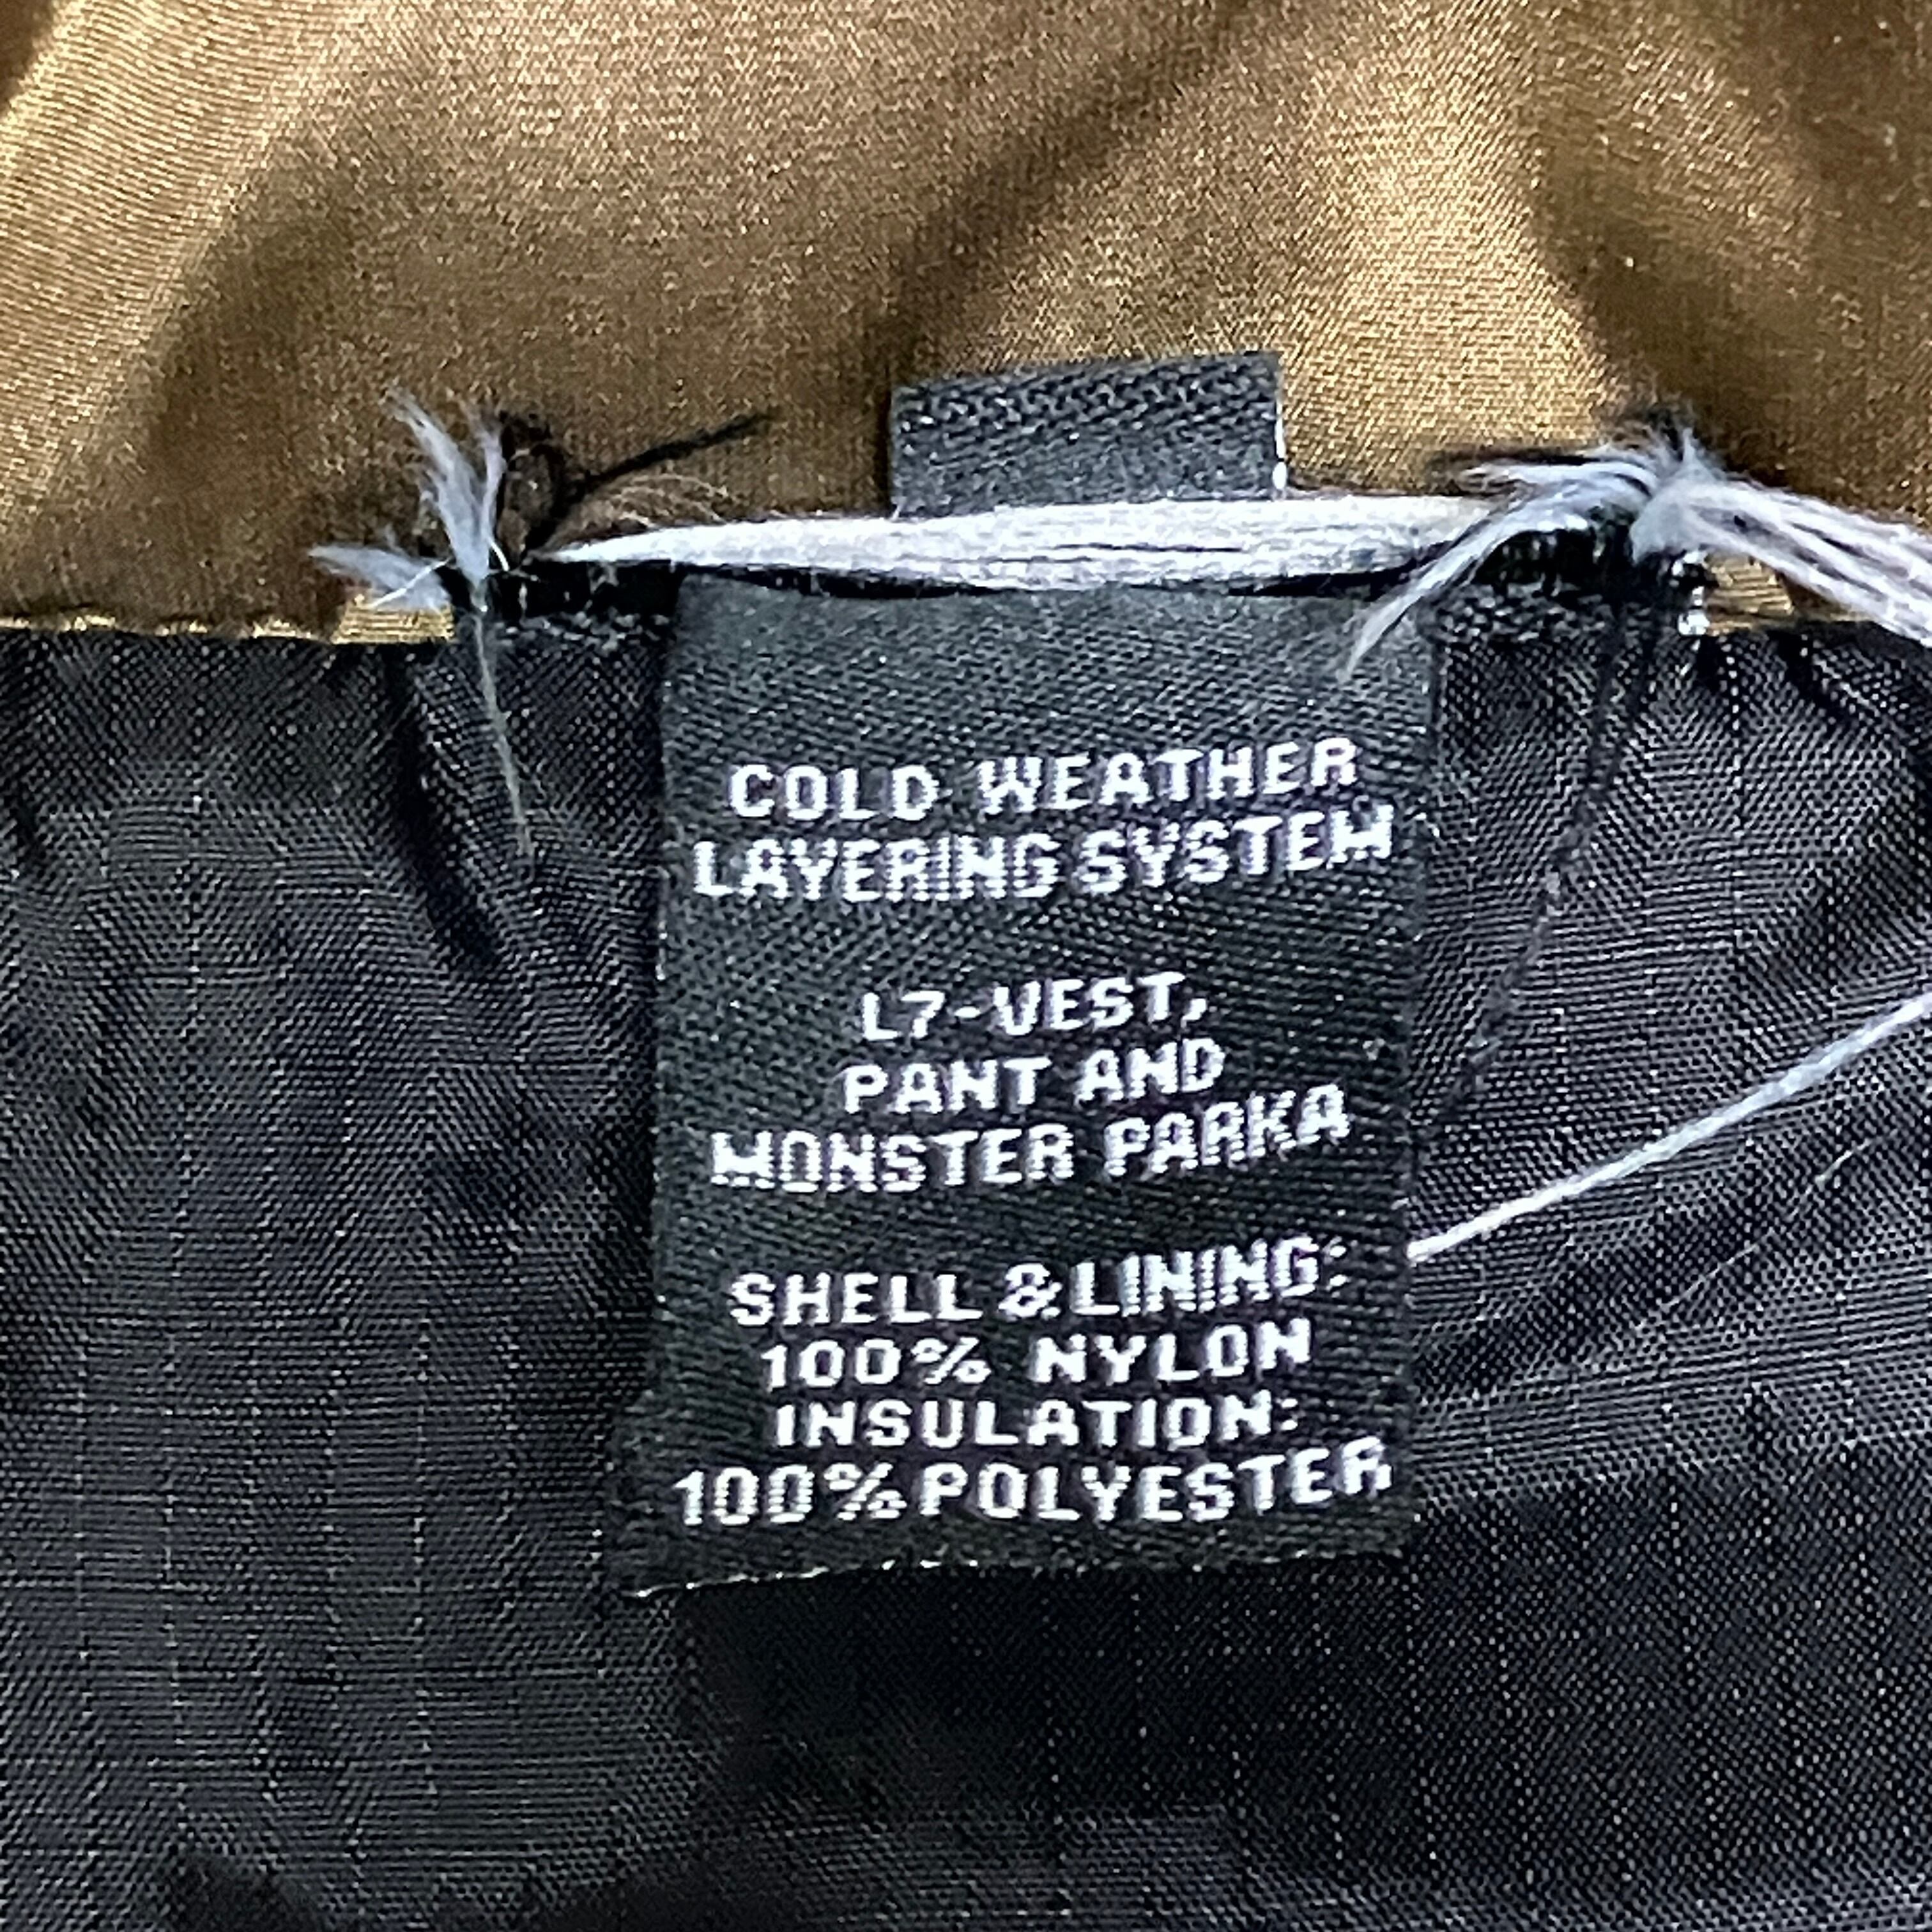 COLD WEATHER
LAYERING SYSTEM
L7-VEST,
PANT AND
MONSTER PARKA
SHELL & LINING:
100% NYLON
INSULATION:
100% POLYESTER